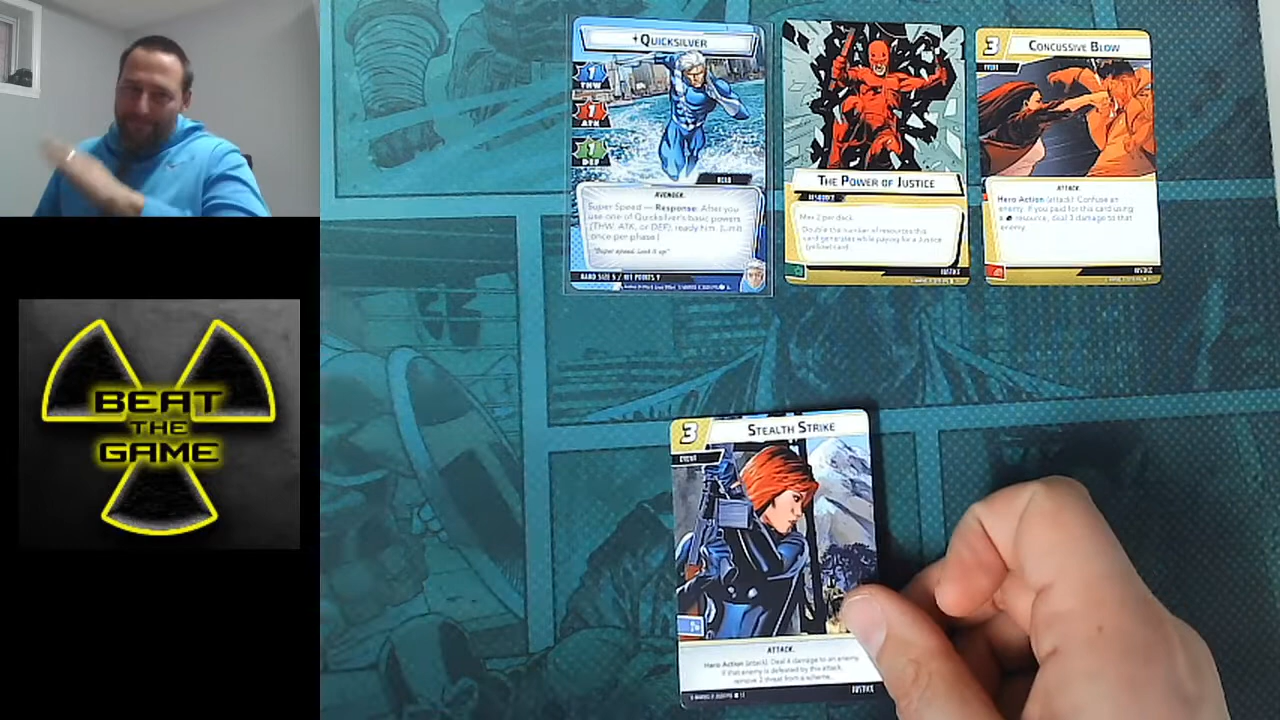 QUICKSILVER
1
THW
1
ATK
1
DEF
HERO
AVENGER.
Super Speed — Response: After you
use one of Quicksilver's basic powers
(THW, ATK, or DEF), ready him. (Limit
once per phase.)
"Super speed. Look it up."
HAND SIZE 5 / HIT POINTS 9
THE POWER OF JUSTICE
RESOURCE
Max 2 per deck.
Double the number of resources this
card generates while paying for a Justice
(yellow) card.
JUSTICE
3
CONCUSSIVE BLOW
EVENT
ATTACK.
Hero Action (attack): Confuse an
enemy. If you paid for this card using
a resource, deal 3 damage to that
enemy.
JUSTICE
BEAT
THE
GAME
3
STEALTH STRIKE
EVENT
ATTACK.
Hero Action (attack): Deal 4 damage to an enemy.
If that enemy is defeated by this attack,
remove 2 threat from a scheme.
JUSTICE